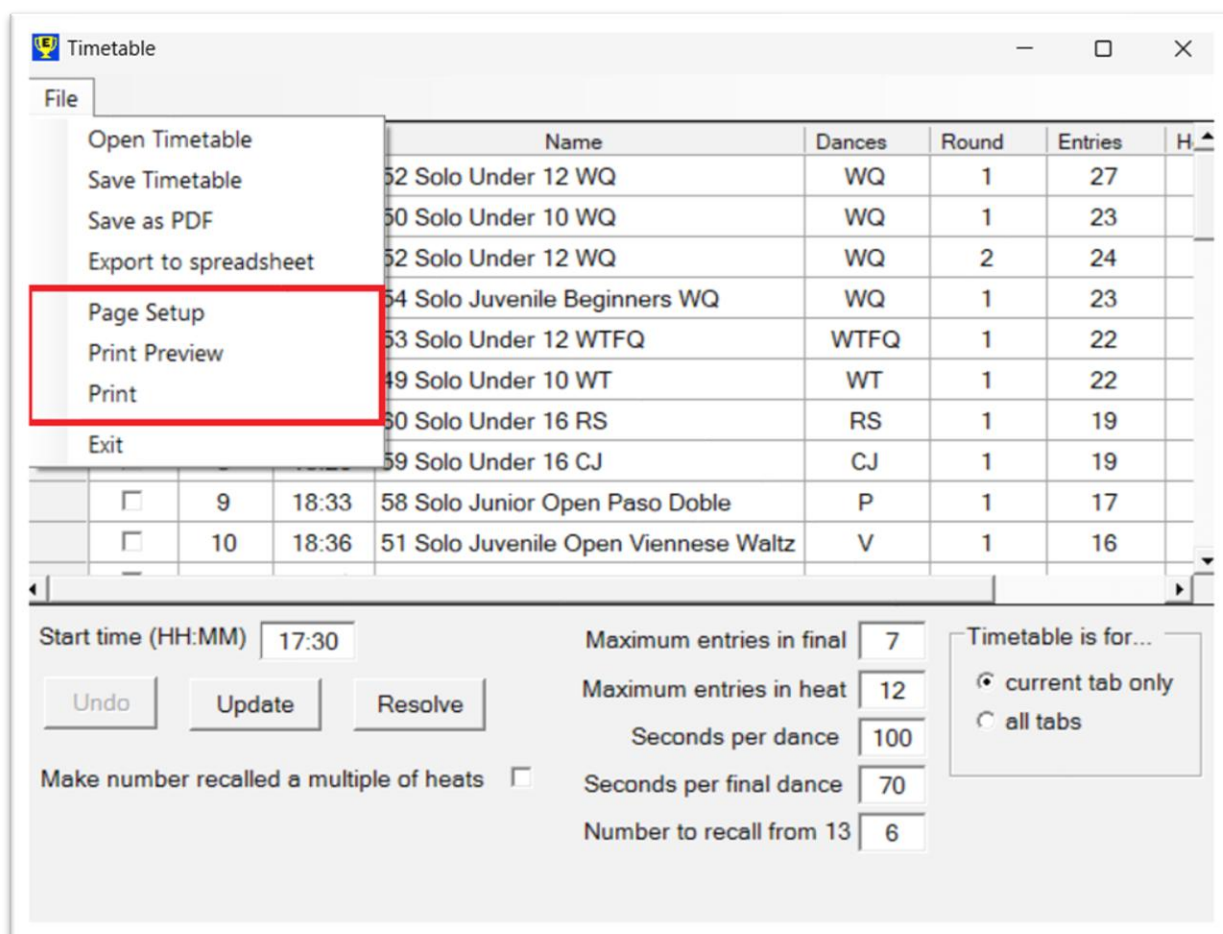 Timetable
File
Open Timetable
Save Timetable
Save as PDF
Export to spreadsheet
Page Setup
Print Preview
Print
Exit
Name Dances Round Entries
52 Solo Under 12 WQ WQ 1 27
50 Solo Under 10 WQ WQ 1 23
52 Solo Under 12 WQ WQ 2 24
54 Solo Juvenile Beginners WQ WQ 1 23
53 Solo Under 12 WTFQ WTFQ 1 22
49 Solo Under 10 WT WT 1 22
60 Solo Under 16 RS RS 1 19
59 Solo Under 16 CJ CJ 1 19
9 18:33 58 Solo Junior Open Paso Doble P 1 17
10 18:36 51 Solo Juvenile Open Viennese Waltz V 1 16
Start time (HH:MM) 17:30
Undo Update Resolve
Make number recalled a multiple of heats
Maximum entries in final 7
Maximum entries in heat 12
Seconds per dance 100
Seconds per final dance 70
Number to recall from 13 6
Timetable is for...
current tab only
all tabs